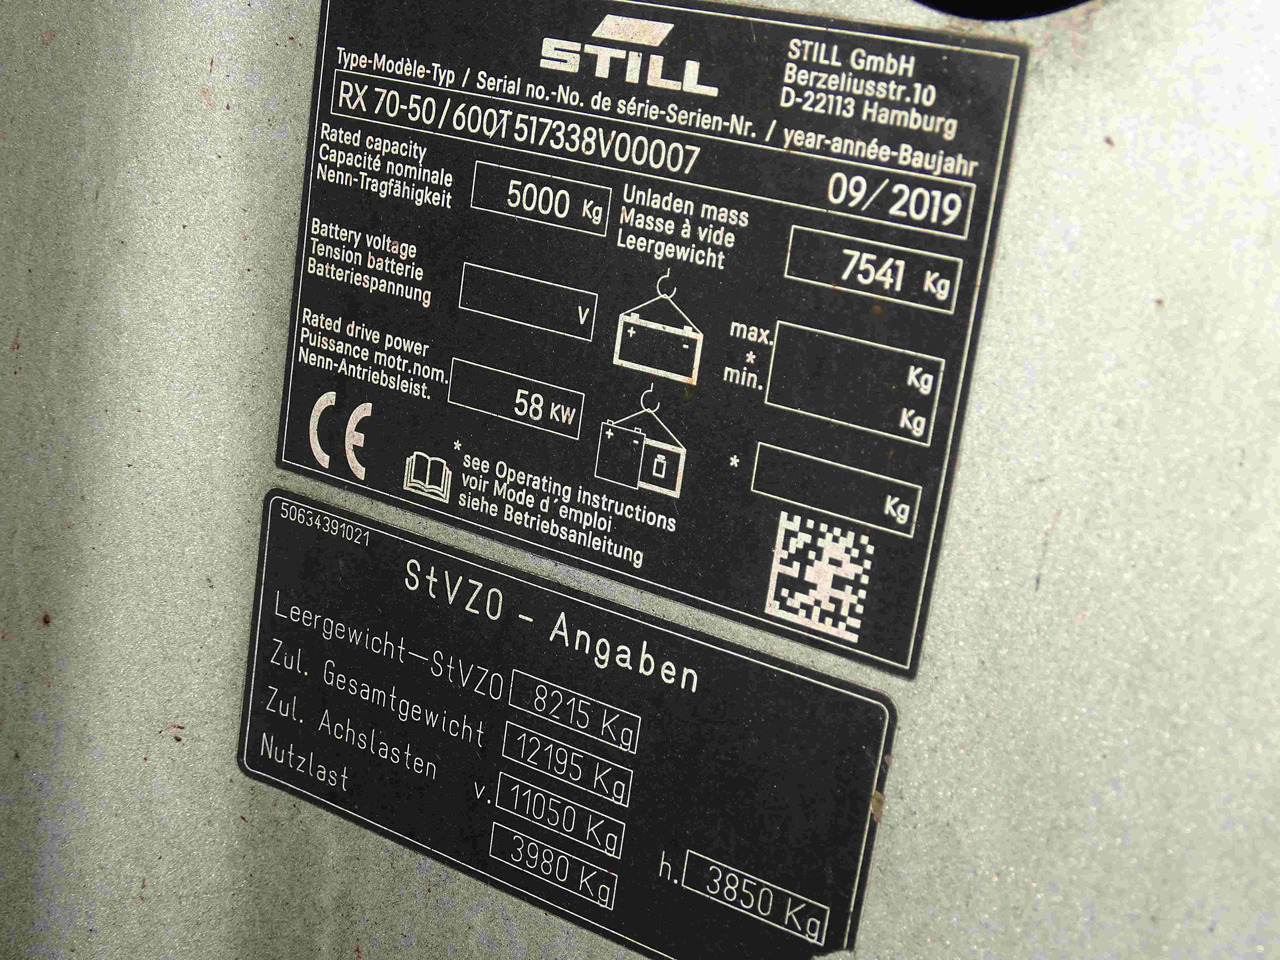 STILL
STILL GmbH
Berzeliusstr.10
D-22113 Hamburg
Type-Modèle-Typ / Serial no.-No. de série-Serien-Nr. / year-année-Baujahr
RX 70-50/600T 517338V00007 09/2019
Rated capacity
Capacité nominale
Nenn-Tragfähigkeit
5000 Kg
Unladen mass
Masse à vide
Leergewicht
7541 Kg
Battery voltage
Tension batterie
Batteriespannung
V
+ -
max.
*
min.
Kg
Kg
Rated drive power
Puissance motr.nom.
Nenn-Antriebsleist.
58 KW
+ -
* Kg
CE
* see Operating instructions
voir Mode d'emploi
siehe Betriebsanleitung
50634391021
StVZO - Angaben
Leergewicht-StVZO 8215 Kg
Zul. Gesamtgewicht 12195 Kg
Zul. Achslasten v. 11050 Kg h. 3850 Kg
Nutzlast 3980 Kg